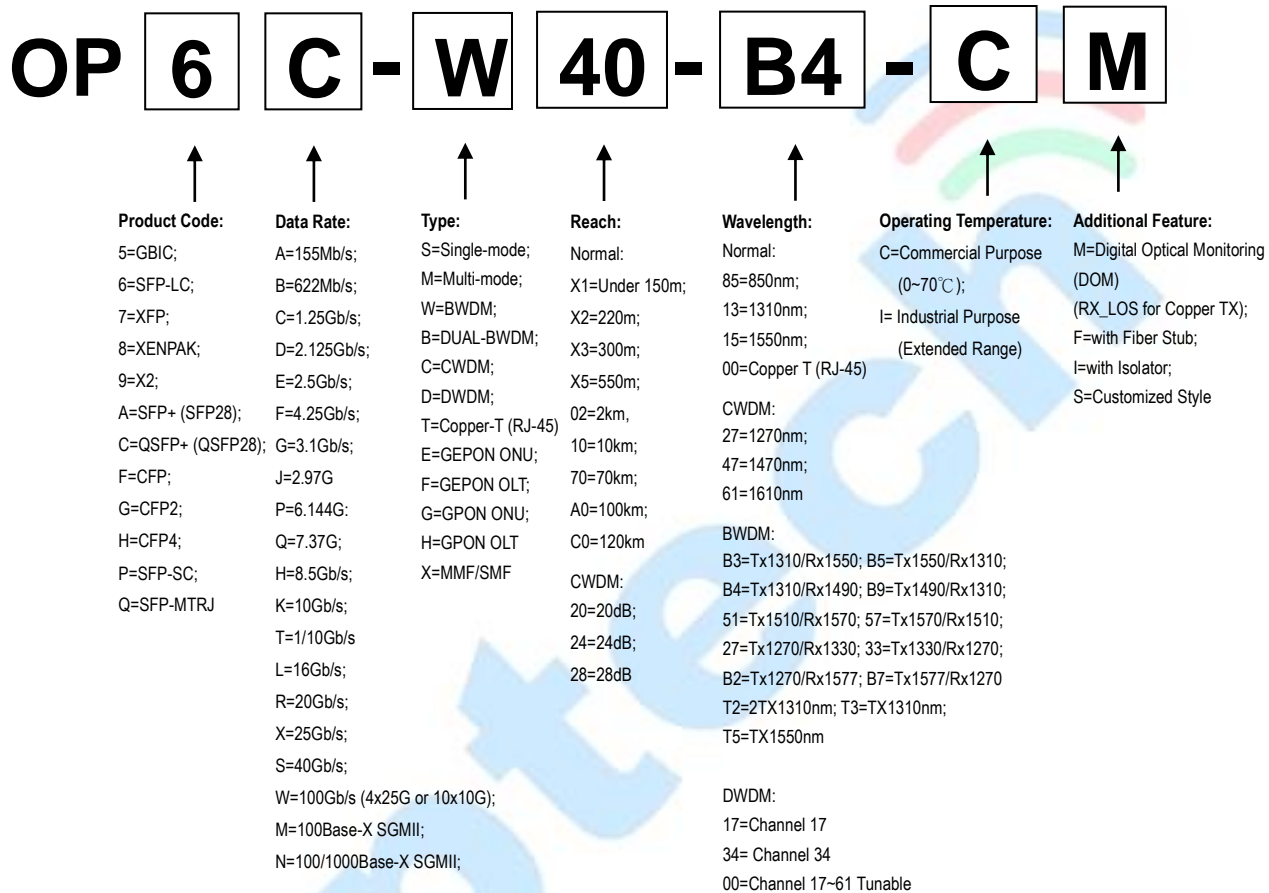 OP 6 C - W 40 - B4 - C M
Product Code:
5=GBIC;
6=SFP-LC;
7=XFP;
8=XENPAK;
9=X2;
A=SFP+ (SFP28);
C=QSFP+ (QSFP28);
F=CFP;
G=CFP2;
H=CFP4;
P=SFP-SC;
Q=SFP-MTRJ
Data Rate:
A=155Mb/s;
B=622Mb/s;
C=1.25Gb/s;
D=2.125Gb/s;
E=2.5Gb/s;
F=4.25Gb/s;
G=3.1Gb/s;
J=2.97G
P=6.144G:
Q=7.37G;
H=8.5Gb/s;
K=10Gb/s;
T=1/10Gb/s
L=16Gb/s;
R=20Gb/s;
X=25Gb/s;
S=40Gb/s;
W=100Gb/s (4x25G or 10x10G);
M=100Base-X SGMII;
N=100/1000Base-X SGMII;
Type:
S=Single-mode;
M=Multi-mode;
W=BWDM;
B=DUAL-BWDM;
C=CWDM;
D=DWDM;
T=Copper-T (RJ-45)
E=GEPON ONU;
F=GEPON OLT;
G=GPON ONU;
H=GPON OLT
X=MMF/SMF
Reach:
Normal:
X1=Under 150m;
X2=220m;
X3=300m;
X5=550m;
02=2km,
10=10km;
70=70km;
A0=100km;
C0=120km
CWDM:
20=20dB;
24=24dB;
28=28dB
Wavelength:
Normal:
85=850nm;
13=1310nm;
15=1550nm;
00=Copper T (RJ-45)
CWDM:
27=1270nm;
47=1470nm;
61=1610nm
BWDM:
B3=Tx1310/Rx1550; B5=Tx1550/Rx1310;
B4=Tx1310/Rx1490; B9=Tx1490/Rx1310;
51=Tx1510/Rx1570; 57=Tx1570/Rx1510;
27=Tx1270/Rx1330; 33=Tx1330/Rx1270;
B2=Tx1270/Rx1577; B7=Tx1577/Rx1270
T2=2TX1310nm; T3=TX1310nm;
T5=TX1550nm
DWDM:
17=Channel 17
34= Channel 34
00=Channel 17~61 Tunable
Operating Temperature:
C=Commercial Purpose
(0~70℃);
I= Industrial Purpose
(Extended Range)
Additional Feature:
M=Digital Optical Monitoring
(DOM)
(RX_LOS for Copper TX);
F=with Fiber Stub;
I=with Isolator;
S=Customized Style
ptech